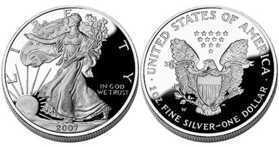 LIBERTY
IN GOD
WE TRUST
2007
UNITED STATES OF AMERICA
1 OZ. FINE SILVER~ONE DOLLAR